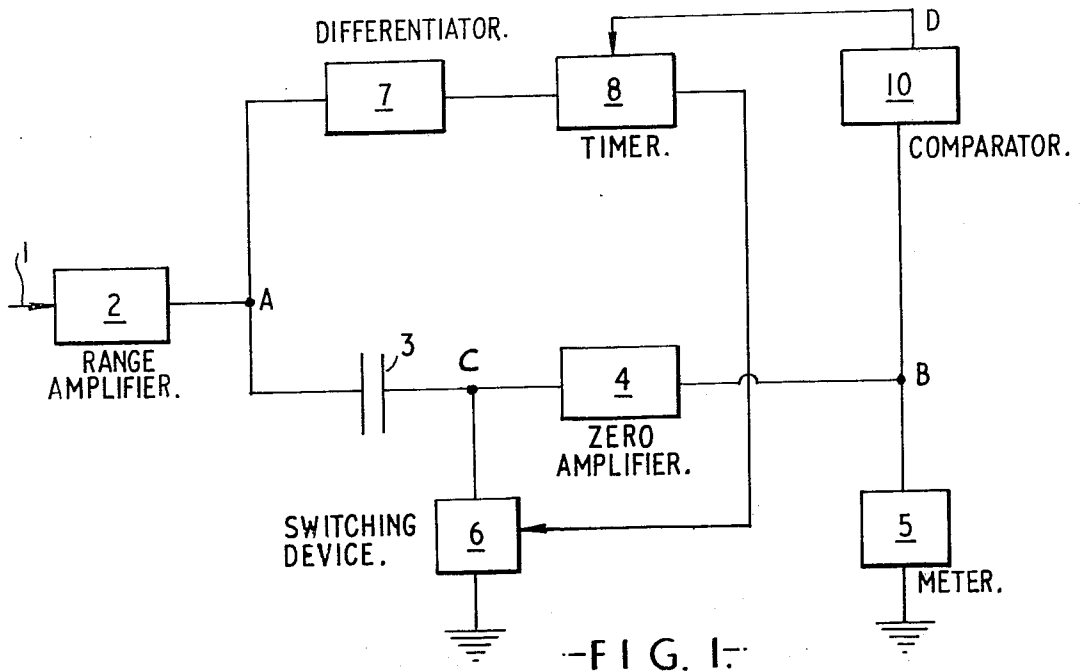 DIFFERENTIATOR.
7
8
TIMER.
D
10
COMPARATOR.
1
2
RANGE
AMPLIFIER.
A
3
C
4
ZERO
AMPLIFIER.
B
SWITCHING
DEVICE.
6
5
METER.
-FIG. 1.-